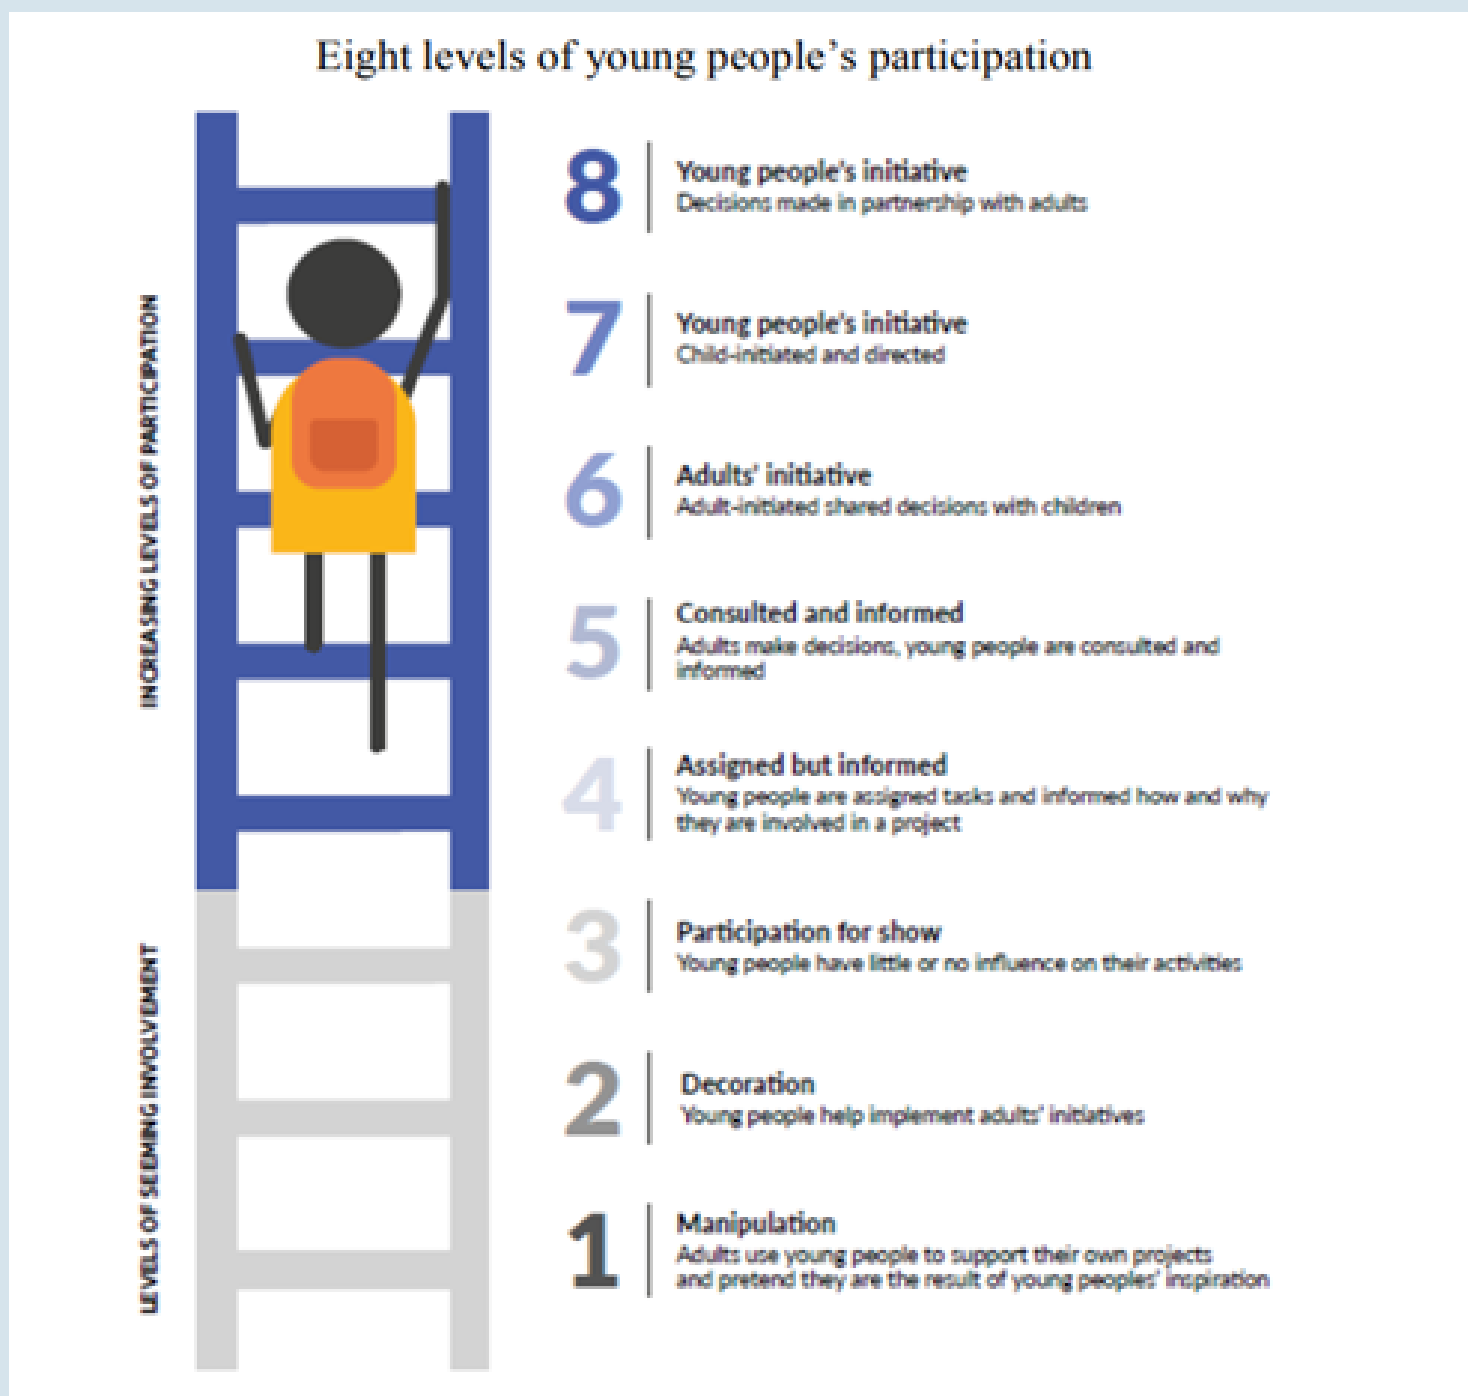 Eight levels of young people's participation
INCREASING LEVELS OF PARTICIPATION
LEVELS OF SEEMING INVOLVEMENT
8
Young people's initiative
Decisions made in partnership with adults
7
Young people's initiative
Child-initiated and directed
6
Adults' initiative
Adult-initiated shared decisions with children
5
Consulted and informed
Adults make decisions, young people are consulted and
informed
4
Assigned but informed
Young people are assigned tasks and informed how and why
they are involved in a project
3
Participation for show
Young people have little or no influence on their activities
2
Decoration
Young people help implement adults' initiatives
1
Manipulation
Adults use young people to support their own projects
and pretend they are the result of young peoples' inspiration